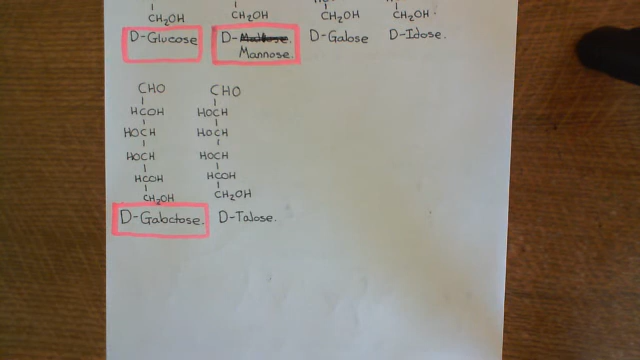 CH₂OH CH₂OH CH₂OH CH₂OH
D-Glucose D- D-Galose D-Idose.
Mannose.
CHO CHO
HCOH HOCH
HOCH HOCH
HOCH HOCH
HCOH HCOH
CH₂OH CH₂OH
D-Galactose. D-Talose.